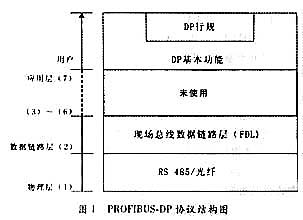 DP行规
用户
DP基本功能
应用层 (7)
未使用
(3) ~ (6)
现场总线数据链路层 (FDL)
数据链路层 (2)
RS 485/光纤
物理层 (1)
图 1 PROFIBUS-DP 协议结构图